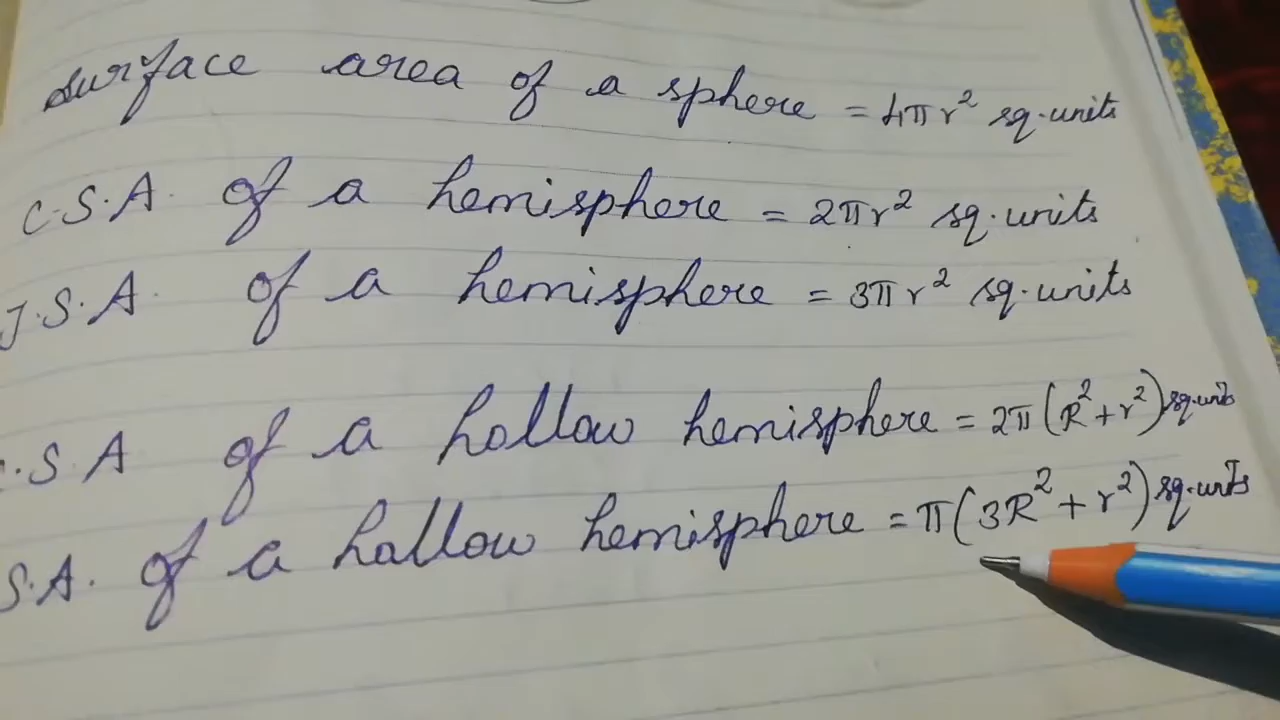 surface area of a sphere = 4πr² sq.units
C.S.A. of a hemisphere = 2πr² sq.units
T.S.A. of a hemisphere = 3πr² sq.units
.S.A of a hollow hemisphere = 2π(R²+r²) sq.units
S.A. of a hollow hemisphere = π(3R²+r²) sq.units